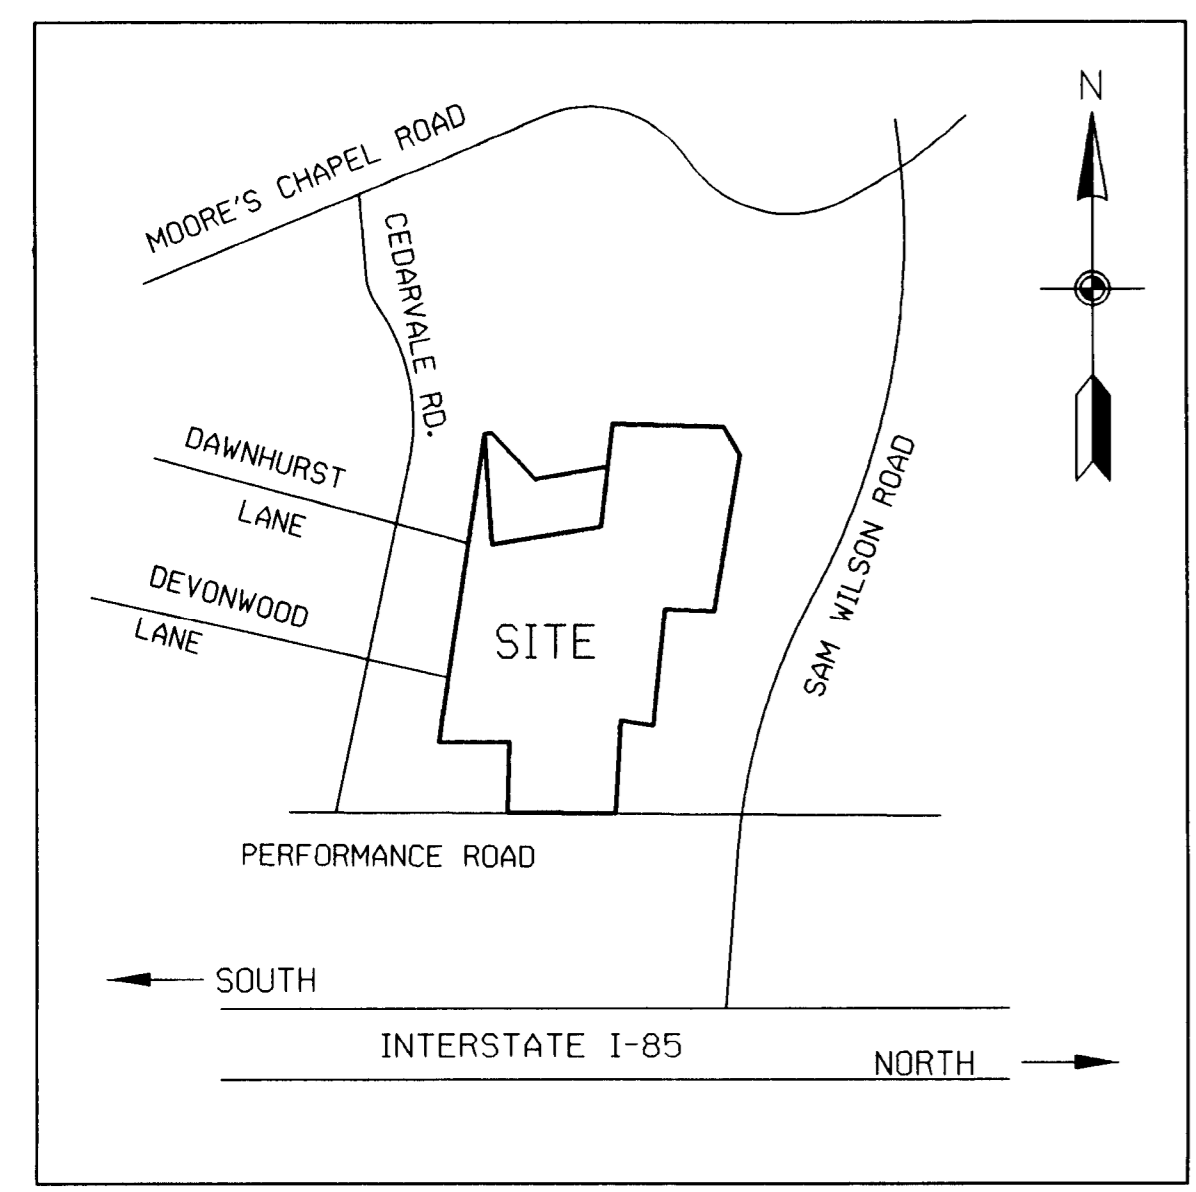 N
MOORE'S CHAPEL ROAD
CEDARVALE RD.
DAWNHURST
LANE
DEVONWOOD
LANE
SITE
SAM WILSON ROAD
PERFORMANCE ROAD
SOUTH
INTERSTATE I-85
NORTH